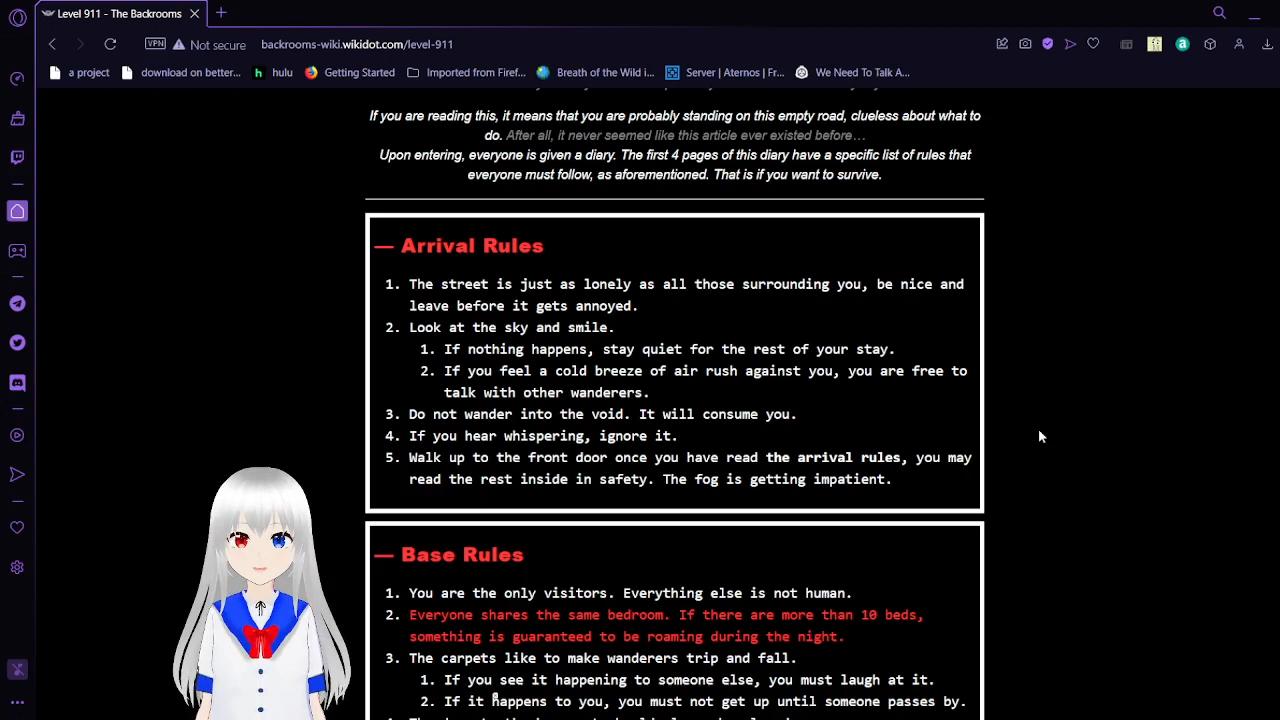 Level 911 - The Backrooms
VPN
Not secure
backrooms-wiki.wikidot.com/level-911
a project
download on better...
hulu
Getting Started
Imported from Firef...
Breath of the Wild i...
Server | Aternos | Fr...
We Need To Talk A...
If you are reading this, it means that you are probably standing on this empty road, clueless about what to
do. After all, it never seemed like this article ever existed before…
Upon entering, everyone is given a diary. The first 4 pages of this diary have a specific list of rules that
everyone must follow, as aforementioned. That is if you want to survive.
— Arrival Rules
1. The street is just as lonely as all those surrounding you, be nice and
leave before it gets annoyed.
2. Look at the sky and smile.
1. If nothing happens, stay quiet for the rest of your stay.
2. If you feel a cold breeze of air rush against you, you are free to
talk with other wanderers.
3. Do not wander into the void. It will consume you.
4. If you hear whispering, ignore it.
5. Walk up to the front door once you have read the arrival rules, you may
read the rest inside in safety. The fog is getting impatient.
— Base Rules
1. You are the only visitors. Everything else is not human.
2. Everyone shares the same bedroom. If there are more than 10 beds,
something is guaranteed to be roaming during the night.
3. The carpets like to make wanderers trip and fall.
1. If you see it happening to someone else, you must laugh at it.
2. If it happens to you, you must not get up until someone passes by.